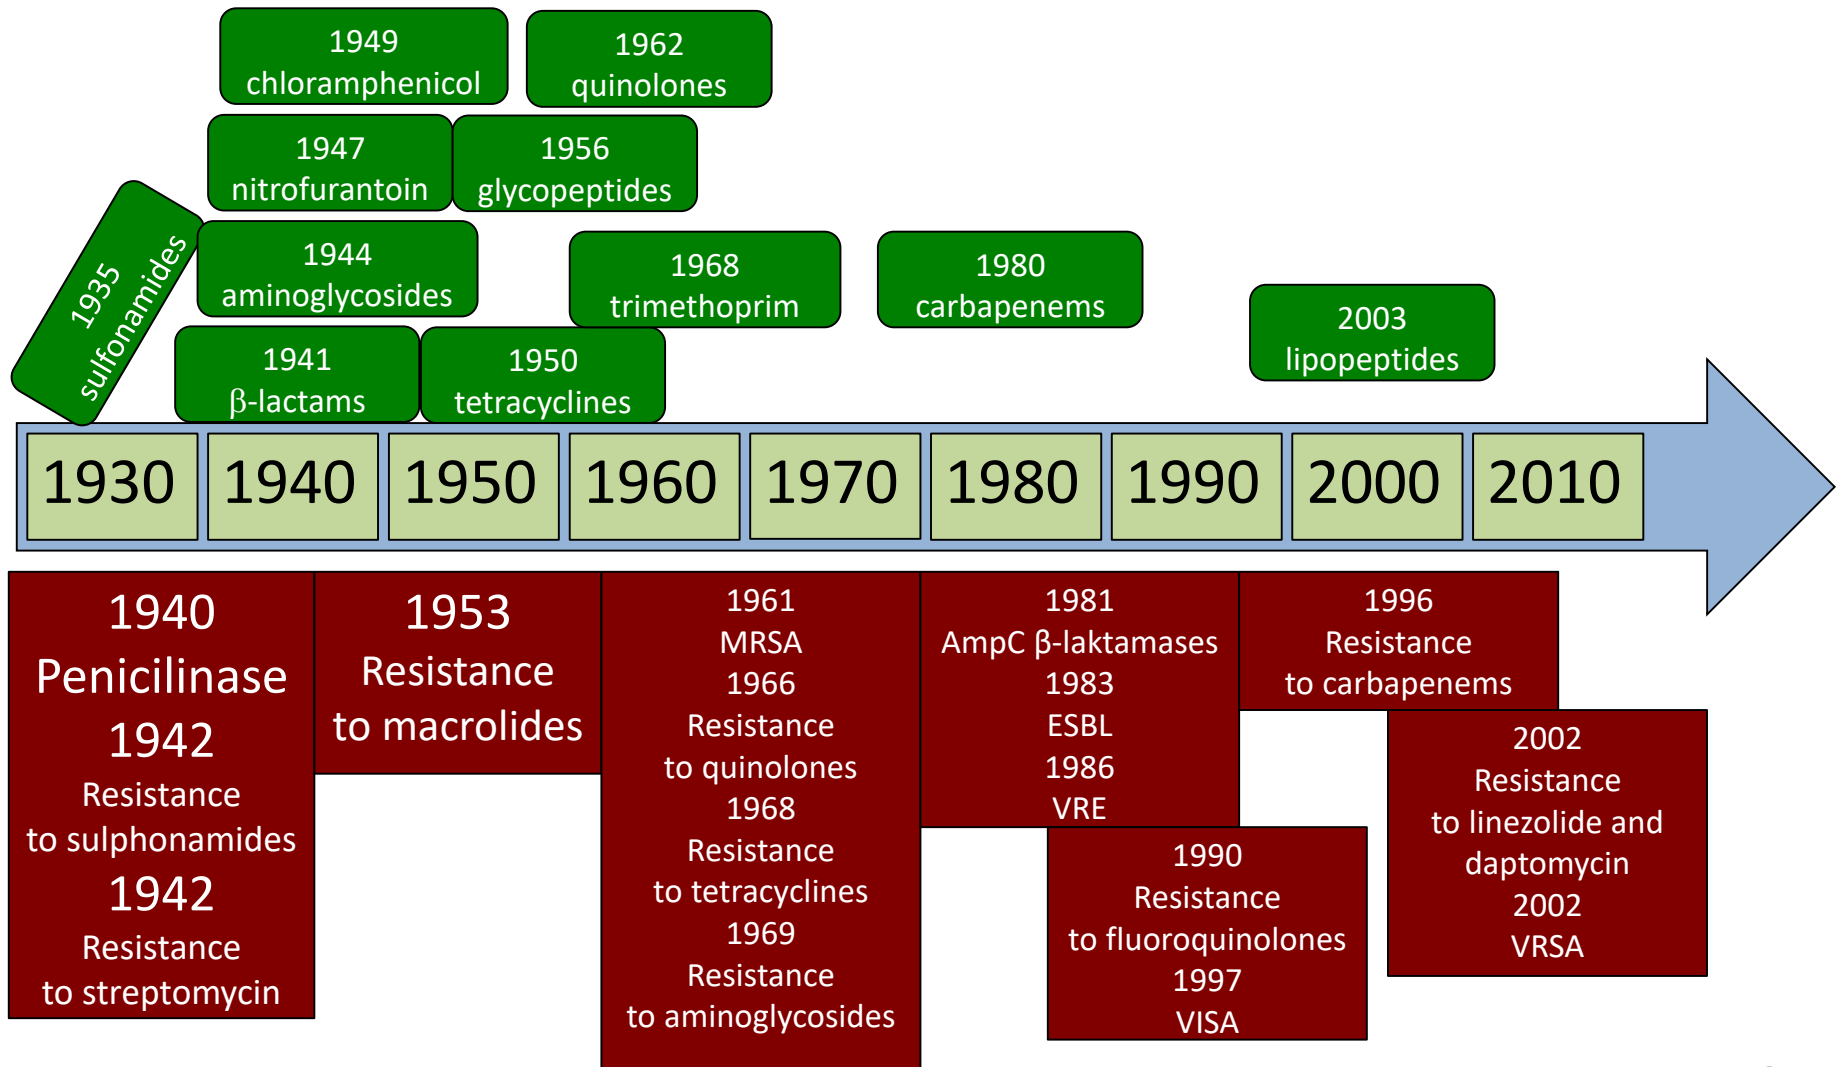 1949
chloramphenicol
1962
quinolones
1947
nitrofurantoin
1956
glycopeptides
1935
sulfonamides
1944
aminoglycosides
1968
trimethoprim
1980
carbapenems
2003
lipopeptides
1941
β-lactams
1950
tetracyclines
1930
1940
1950
1960
1970
1980
1990
2000
2010
1940
Penicilinase
1942
Resistance
to sulphonamides
1942
Resistance
to streptomycin
1953
Resistance
to macrolides
1961
MRSA
1966
Resistance
to quinolones
1968
Resistance
to tetracyclines
1969
Resistance
to aminoglycosides
1981
AmpC β-laktamases
1983
ESBL
1986
VRE
1990
Resistance
to fluoroquinolones
1997
VISA
1996
Resistance
to carbapenems
2002
Resistance
to linezolide and
daptomycin
2002
VRSA